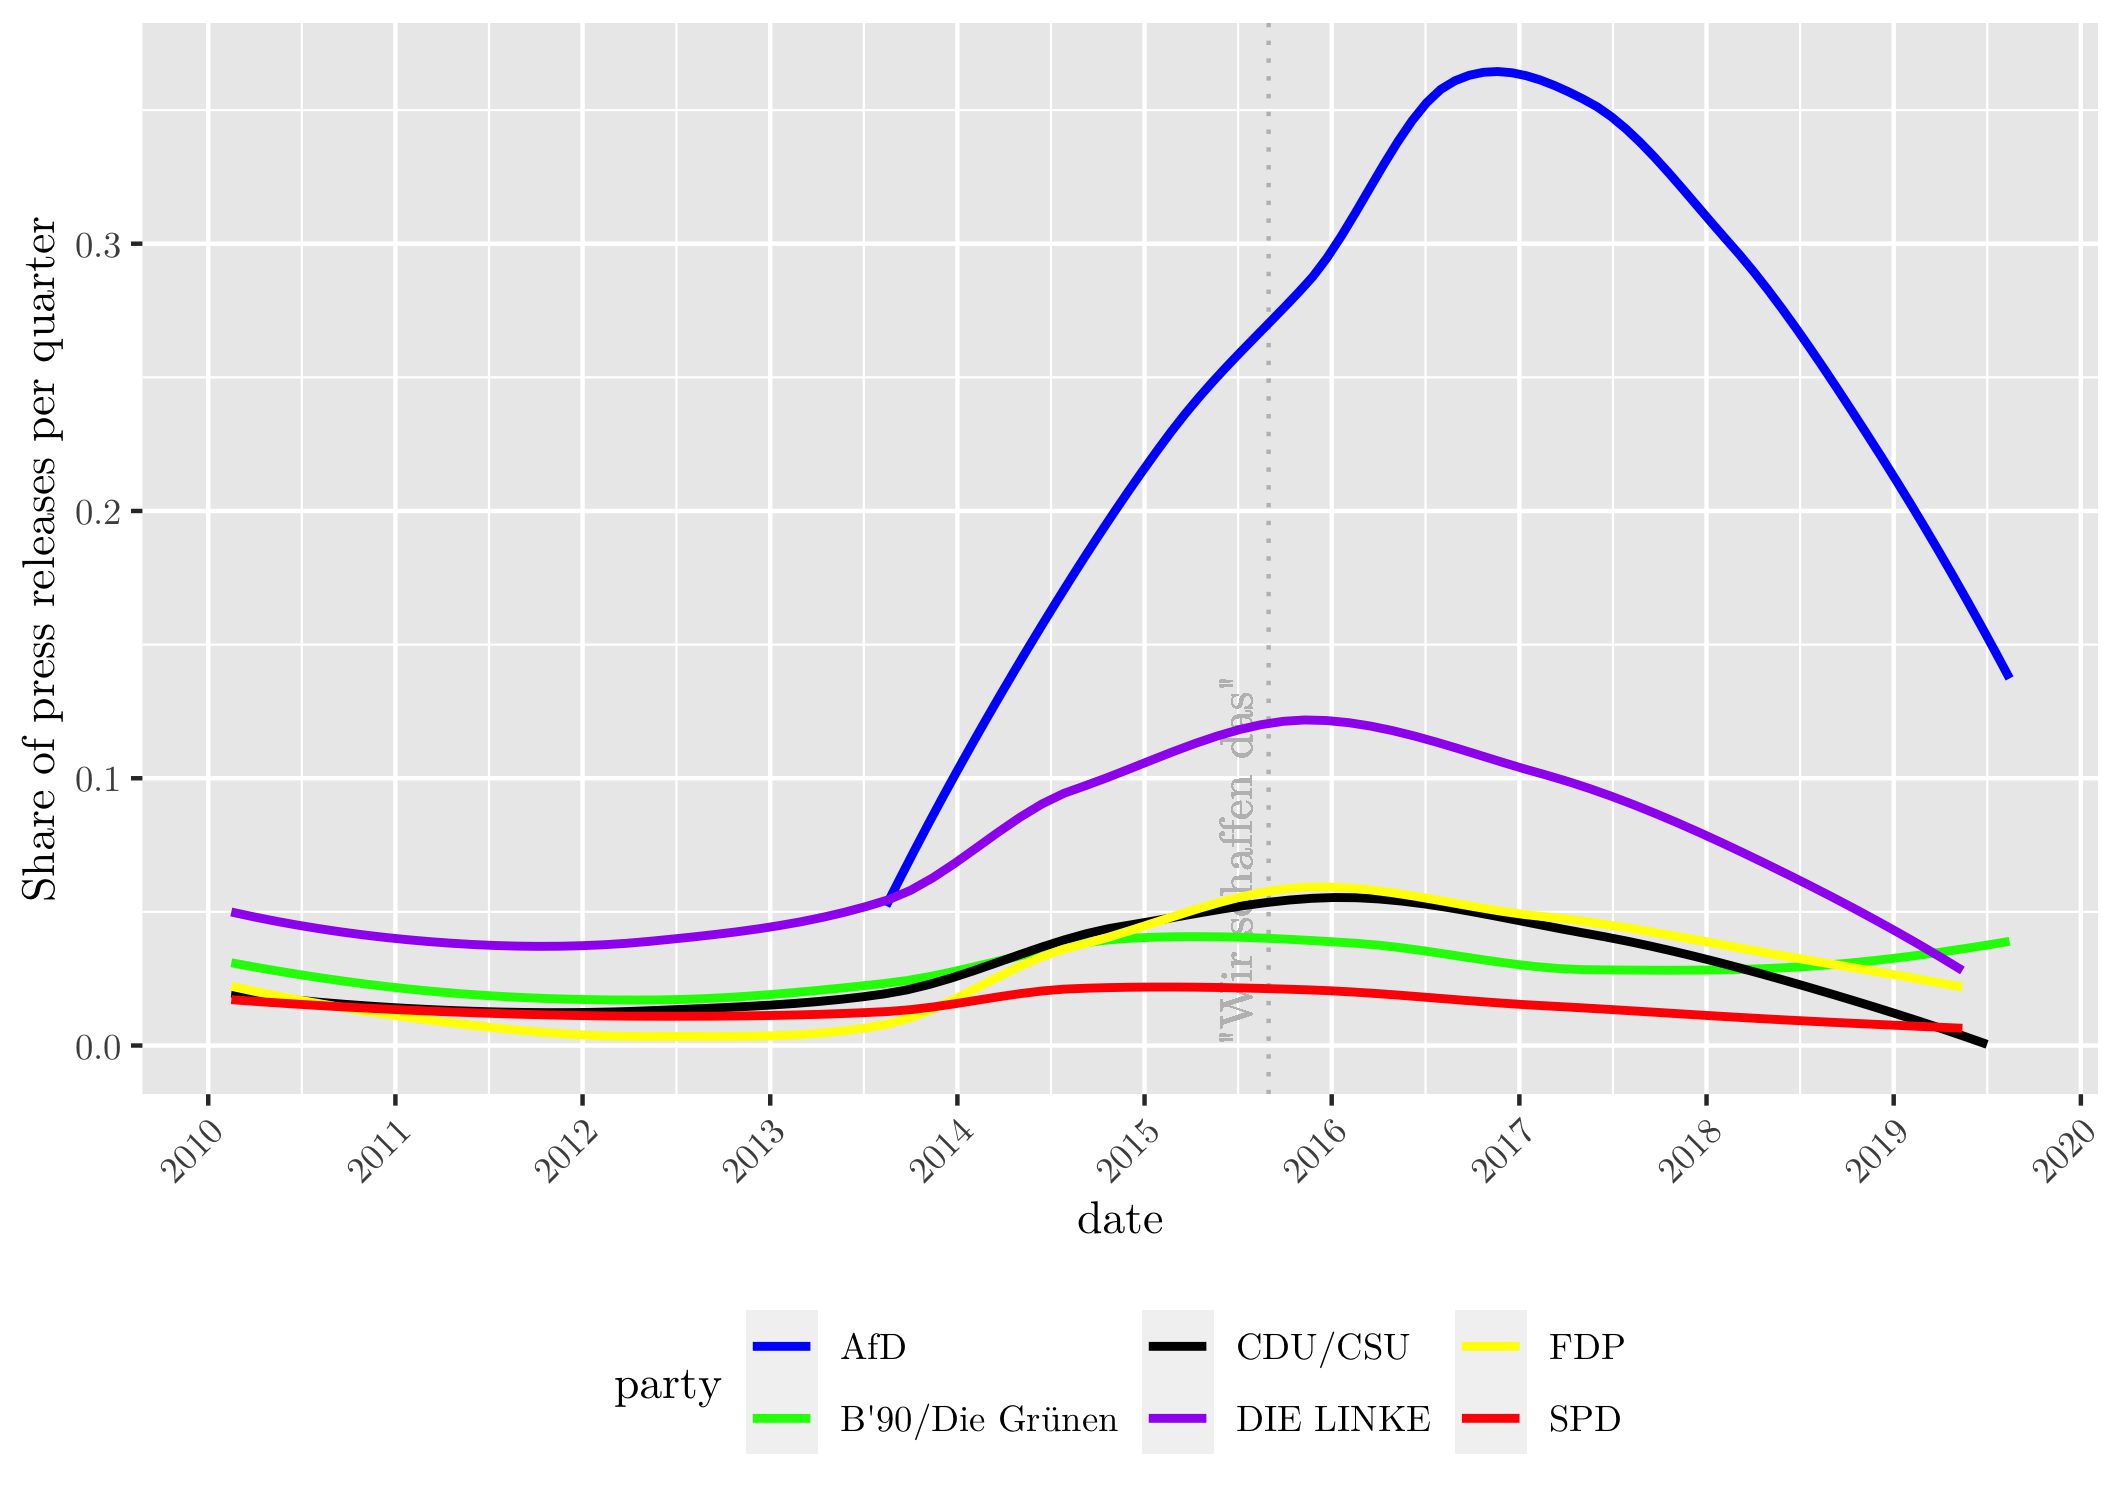 Share of press releases per quarter
0.3
0.2
0.1
0.0
"Wir schaffen das"
2010
2011
2012
2013
2014
2015
2016
2017
2018
2019
2020
date
party
AfD
B'90/Die Grünen
CDU/CSU
DIE LINKE
FDP
SPD